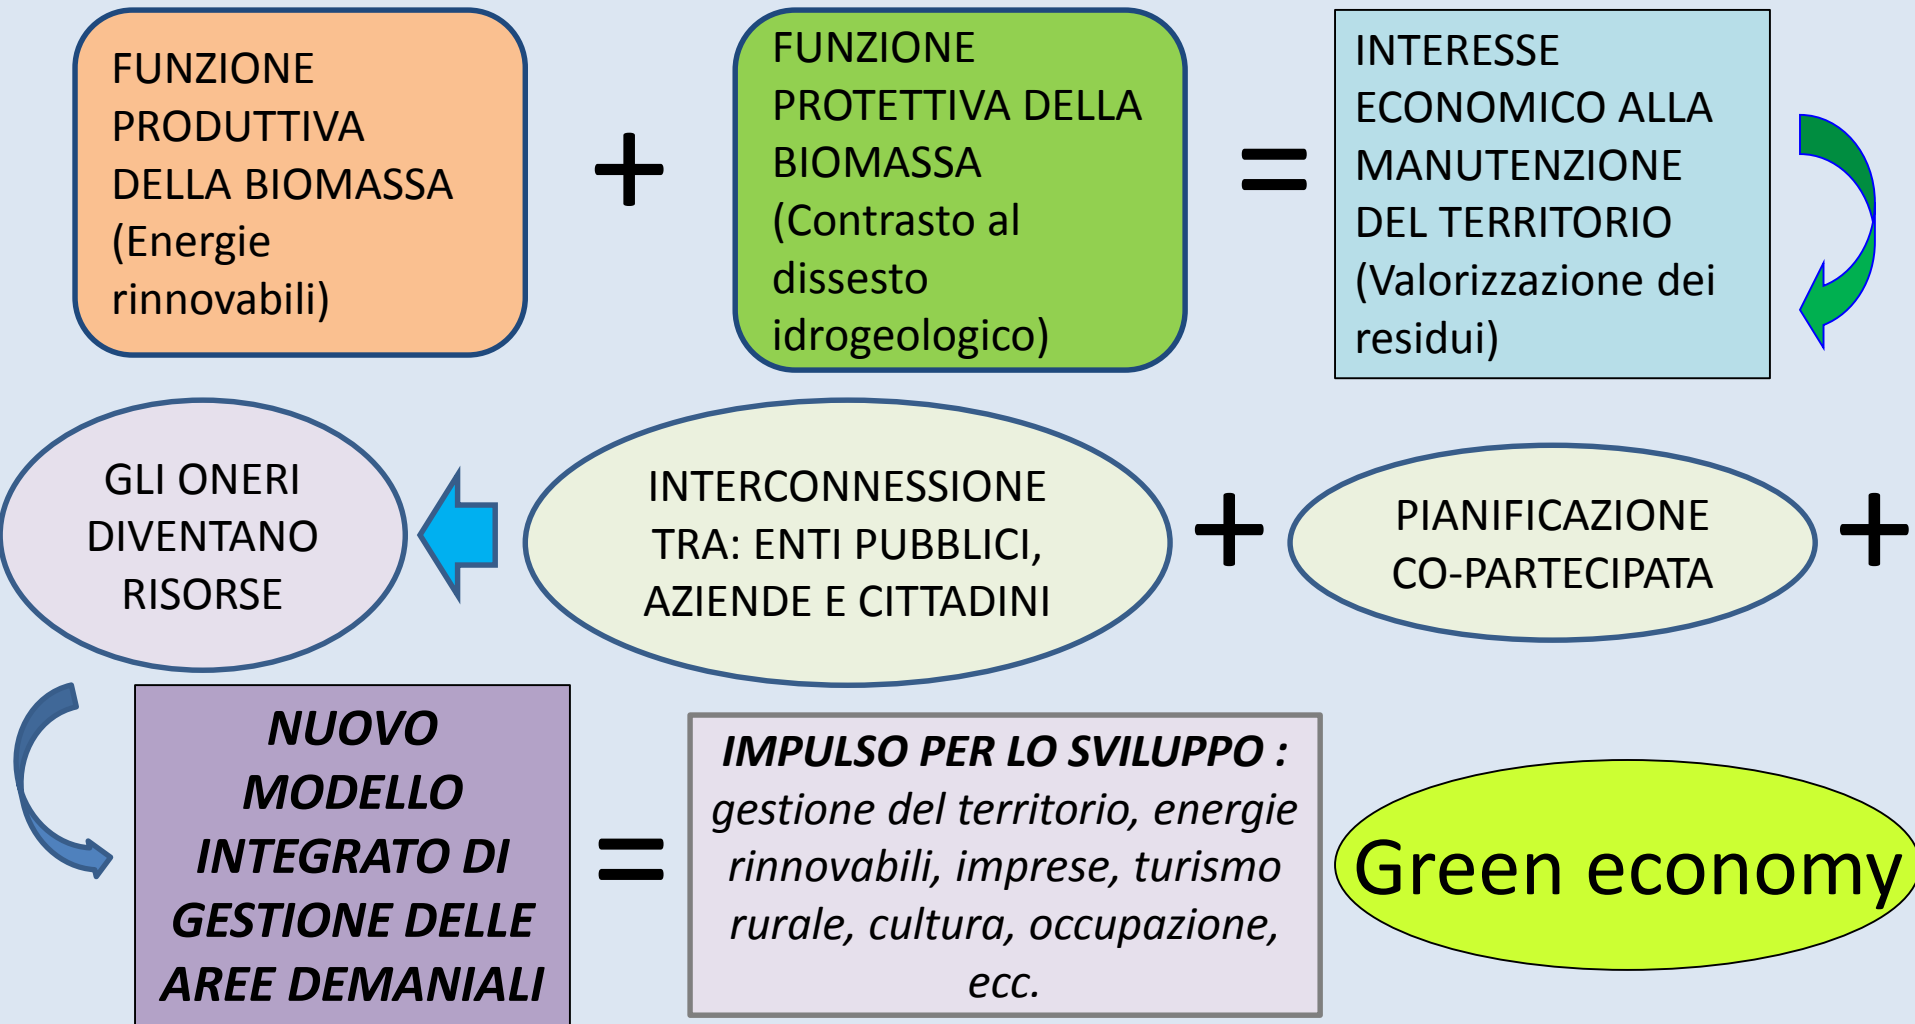 FUNZIONE
PRODUTTIVA
DELLA BIOMASSA
(Energie
rinnovabili)
+
FUNZIONE
PROTETTIVA DELLA
BIOMASSA
(Contrasto al
dissesto
idrogeologico)
=
INTERESSE
ECONOMICO ALLA
MANUTENZIONE
DEL TERRITORIO
(Valorizzazione dei
residui)
GLI ONERI
DIVENTANO
RISORSE
INTERCONNESSIONE
TRA: ENTI PUBBLICI,
AZIENDE E CITTADINI
+
PIANIFICAZIONE
CO-PARTECIPATA
+
NUOVO
MODELLO
INTEGRATO DI
GESTIONE DELLE
AREE DEMANIALI
=
IMPULSO PER LO SVILUPPO :
gestione del territorio, energie
rinnovabili, imprese, turismo
rurale, cultura, occupazione,
ecc.
Green economy